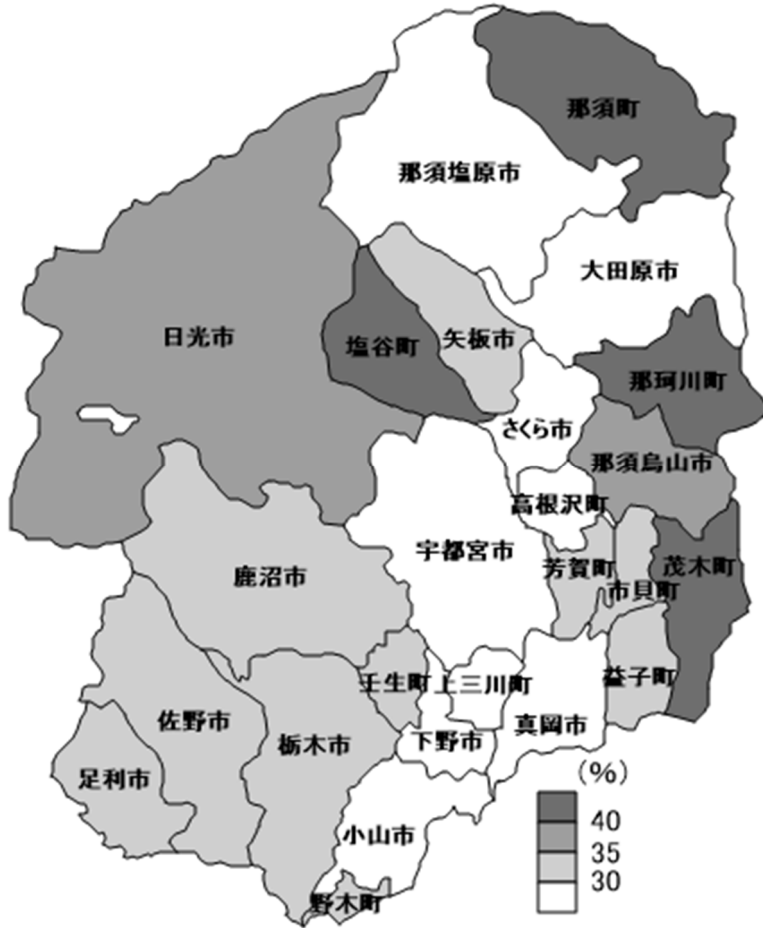 那須町
那須塩原市
大田原市
日光市
塩谷町
矢板市
那珂川町
さくら市
那須烏山市
高根沢町
宇都宮市
芳賀町
茂木町
鹿沼市
市貝町
益子町
壬生町
上三川町
佐野市
真岡市
栃木市
下野市
足利市
(%)
40
小山市
35
30
野木町